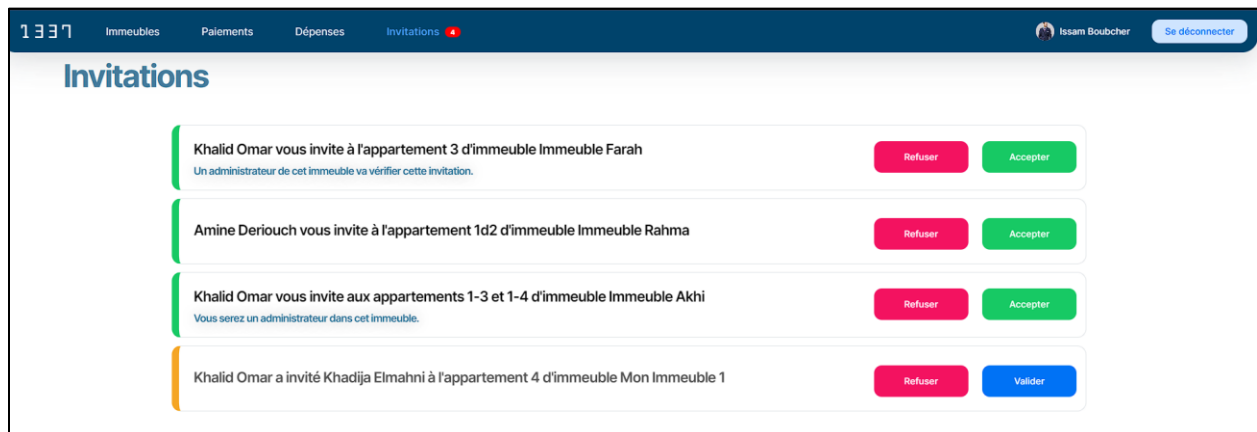 1337 Immeubles Paiements Dépenses Invitations 4 Issam Boubcher Se déconnecter
Invitations
Khalid Omar vous invite à l'appartement 3 d'immeuble Immeuble Farah
Un administrateur de cet immeuble va vérifier cette invitation.
Refuser Accepter
Amine Deriouch vous invite à l'appartement 1d2 d'immeuble Immeuble Rahma
Refuser Accepter
Khalid Omar vous invite aux appartements 1-3 et 1-4 d'immeuble Immeuble Akhi
Vous serez un administrateur dans cet immeuble.
Refuser Accepter
Khalid Omar a invité Khadija Elmahni à l'appartement 4 d'immeuble Mon Immeuble 1
Refuser Valider